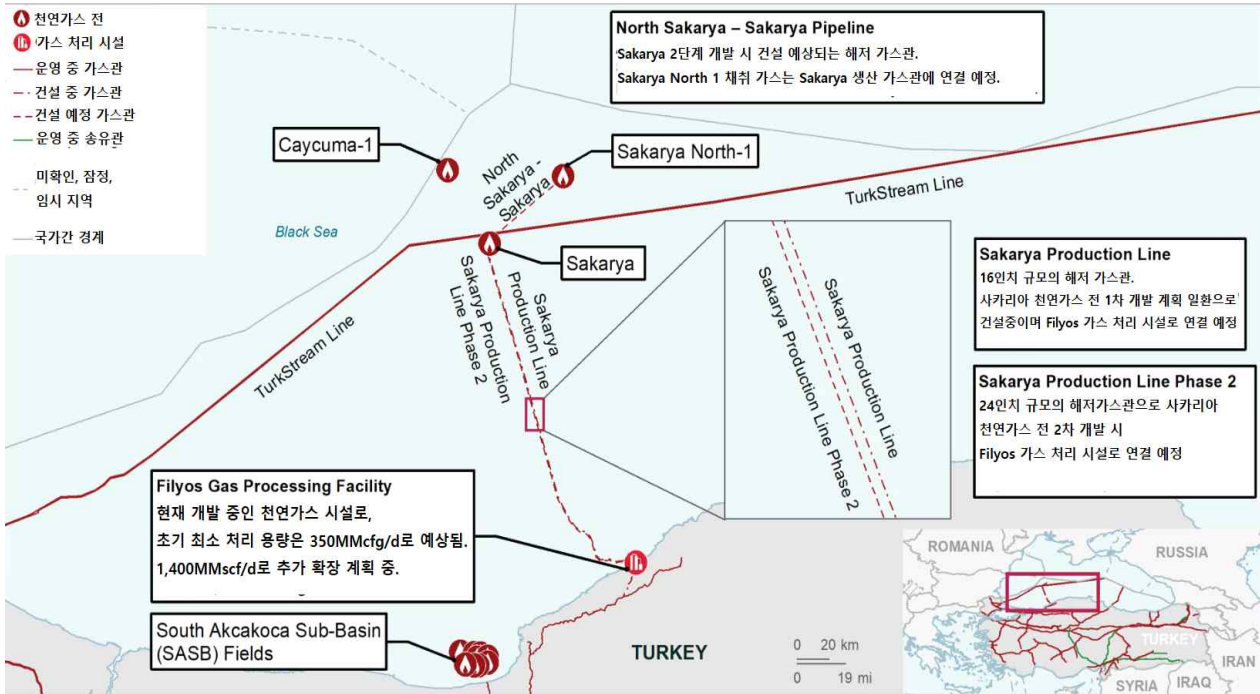 천연가스 전
가스 처리 시설
운영 중 가스관
건설 중 가스관
건설 예정 가스관
운영 중 송유관
미확인, 잠정,
임시 지역
국가간 경계
North Sakarya – Sakarya Pipeline
Sakarya 2단계 개발 시 건설 예상되는 해저 가스관.
Sakarya North 1 채취 가스는 Sakarya 생산 가스관에 연결 예정.
Caycuma-1
North
Sakarya -
Sakarya
Sakarya North-1
TurkStream Line
Black Sea
Sakarya
Sakarya Production
Line Phase 2
Sakarya
Production Line
TurkStream Line
Sakarya Production Line
Sakarya Production Line Phase 2
Sakarya Production Line
16인치 규모의 해저 가스관.
사카리아 천연가스 전 1차 개발 계획 일환으로
건설중이며 Filyos 가스 처리 시설로 연결 예정
Sakarya Production Line Phase 2
24인치 규모의 해저가스관으로 사카리아
천연가스 전 2차 개발 시
Filyos 가스 처리 시설로 연결 예정
Filyos Gas Processing Facility
현재 개발 중인 천연가스 시설로,
초기 최소 처리 용량은 350MMcfg/d로 예상됨.
1,400MMscf/d로 추가 확장 계획 중.
South Akcakoca Sub-Basin
(SASB) Fields
TURKEY
0 20 km
0 19 mi
ROMANIA
RUSSIA
TURKEY
IRAN
SYRIA
IRAQ